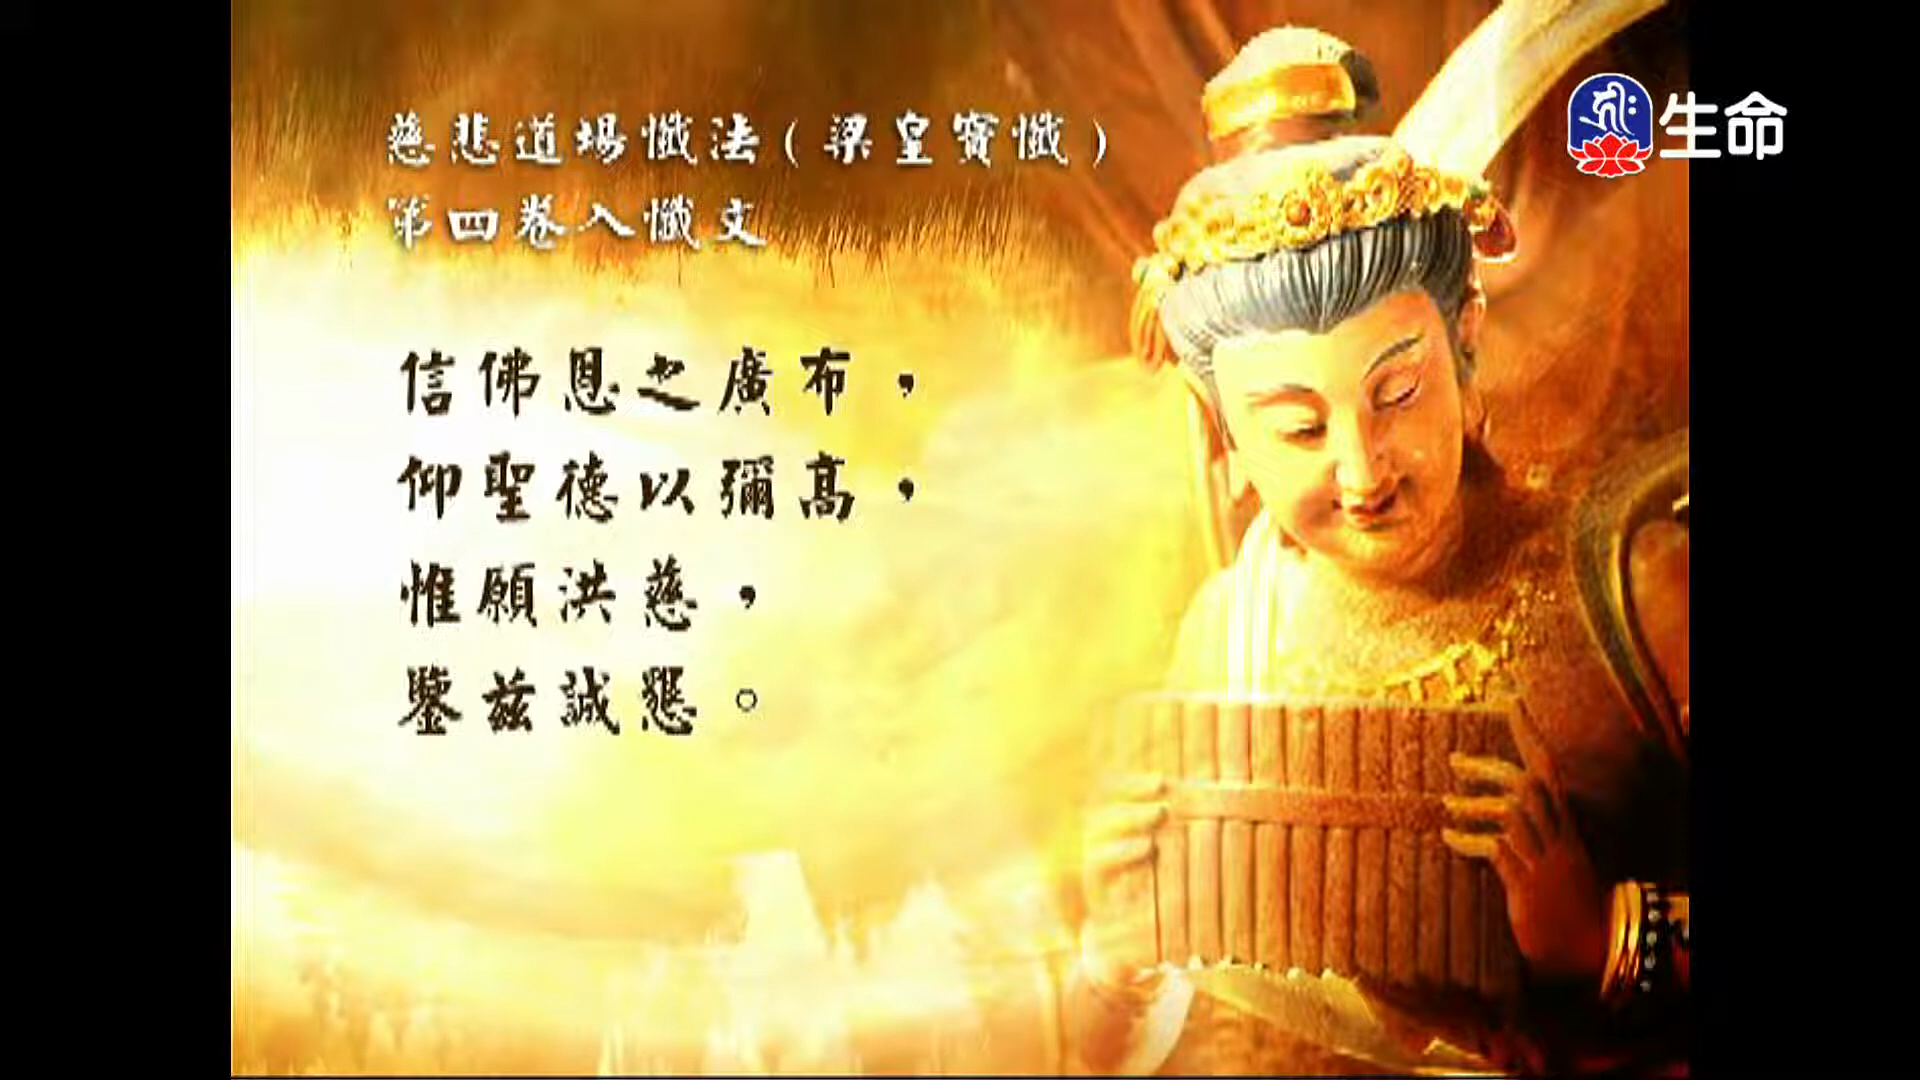 慈悲道場懺法(梁皇寶懺)
第四卷入懺文
生命
信佛恩之廣布，
仰聖德以彌高，
惟願洪慈，
鑒茲誠懇。